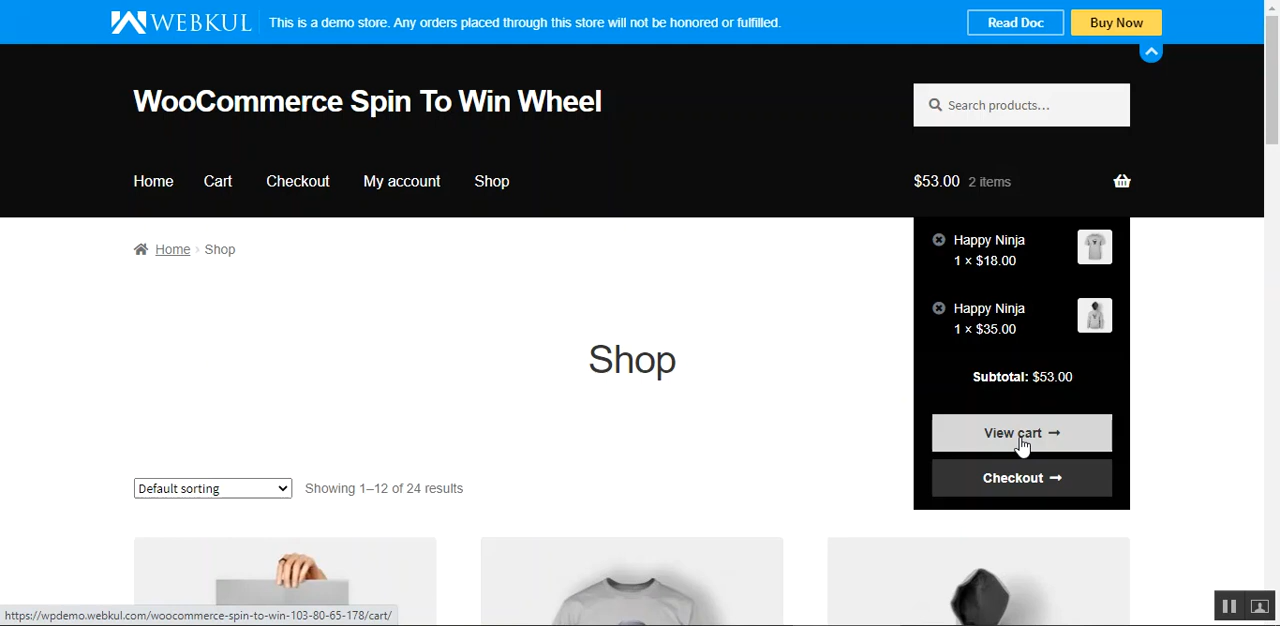 WEBKUL This is a demo store. Any orders placed through this store will not be honored or fulfilled. Read Doc Buy Now
WooCommerce Spin To Win Wheel
Search products...
Home Cart Checkout My account Shop
$53.00 2 items
Home › Shop
Happy Ninja
1 × $18.00
Happy Ninja
1 × $35.00
Subtotal: $53.00
View cart →
Checkout →
Shop
Default sorting Showing 1–12 of 24 results
https://wpdemo.webkul.com/woocommerce-spin-to-win-103-80-65-178/cart/